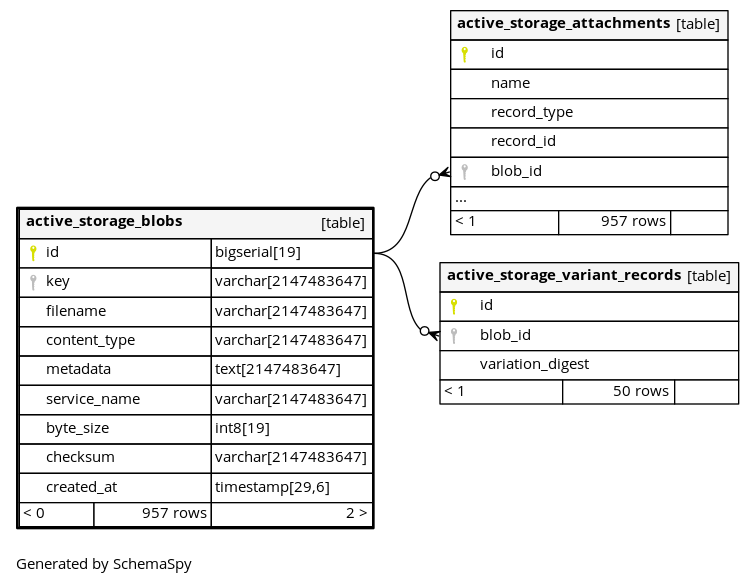 active_storage_attachments [table]
id
name
record_type
record_id
blob_id
...
< 1 957 rows
active_storage_blobs [table]
id bigserial[19]
key varchar[2147483647]
filename varchar[2147483647]
content_type varchar[2147483647]
metadata text[2147483647]
service_name varchar[2147483647]
byte_size int8[19]
checksum varchar[2147483647]
created_at timestamp[29,6]
< 0 957 rows 2 >
active_storage_variant_records [table]
id
blob_id
variation_digest
< 1 50 rows
Generated by SchemaSpy